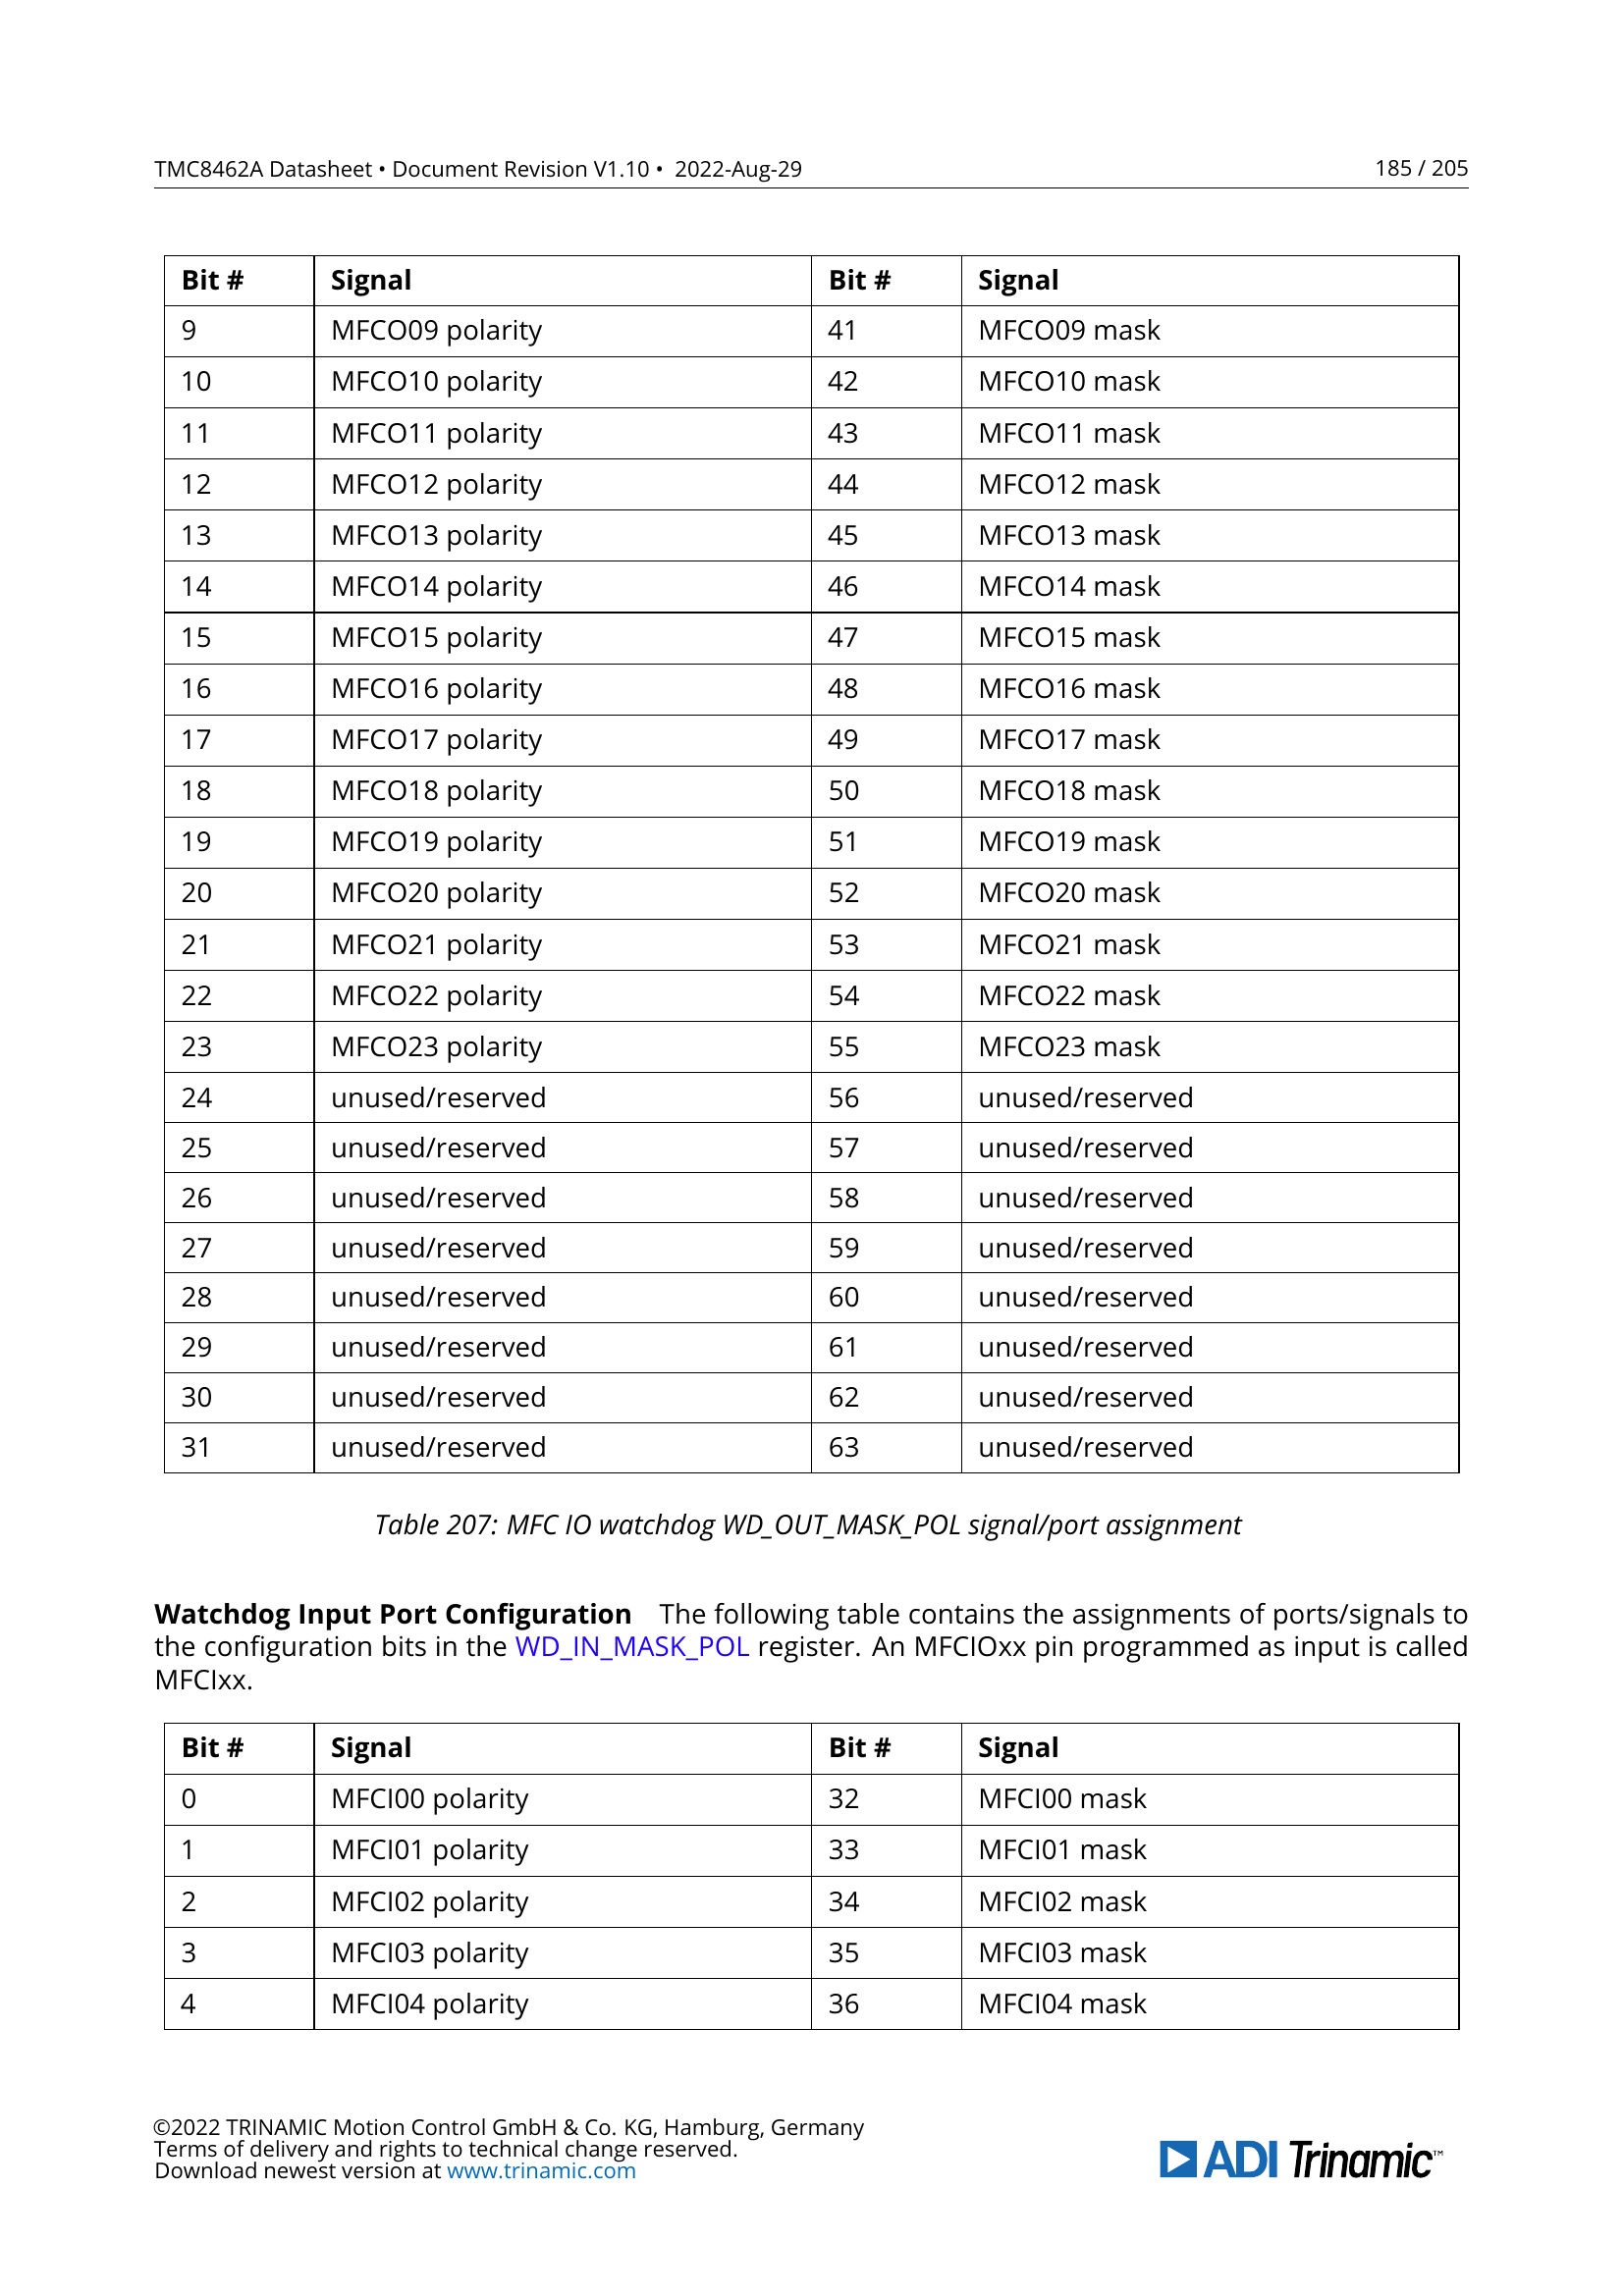 TMC8462A Datasheet • Document Revision V1.10 • 2022-Aug-29 185 / 205
Bit # Signal Bit # Signal
9 MFCO09 polarity 41 MFCO09 mask
10 MFCO10 polarity 42 MFCO10 mask
11 MFCO11 polarity 43 MFCO11 mask
12 MFCO12 polarity 44 MFCO12 mask
13 MFCO13 polarity 45 MFCO13 mask
14 MFCO14 polarity 46 MFCO14 mask
15 MFCO15 polarity 47 MFCO15 mask
16 MFCO16 polarity 48 MFCO16 mask
17 MFCO17 polarity 49 MFCO17 mask
18 MFCO18 polarity 50 MFCO18 mask
19 MFCO19 polarity 51 MFCO19 mask
20 MFCO20 polarity 52 MFCO20 mask
21 MFCO21 polarity 53 MFCO21 mask
22 MFCO22 polarity 54 MFCO22 mask
23 MFCO23 polarity 55 MFCO23 mask
24 unused/reserved 56 unused/reserved
25 unused/reserved 57 unused/reserved
26 unused/reserved 58 unused/reserved
27 unused/reserved 59 unused/reserved
28 unused/reserved 60 unused/reserved
29 unused/reserved 61 unused/reserved
30 unused/reserved 62 unused/reserved
31 unused/reserved 63 unused/reserved
Table 207: MFC IO watchdog WD_OUT_MASK_POL signal/port assignment
Watchdog Input Port Configuration The following table contains the assignments of ports/signals to
the configuration bits in the WD_IN_MASK_POL register. An MFCIOxx pin programmed as input is called
MFCIxx.
Bit # Signal Bit # Signal
0 MFCI00 polarity 32 MFCI00 mask
1 MFCI01 polarity 33 MFCI01 mask
2 MFCI02 polarity 34 MFCI02 mask
3 MFCI03 polarity 35 MFCI03 mask
4 MFCI04 polarity 36 MFCI04 mask
©2022 TRINAMIC Motion Control GmbH & Co. KG, Hamburg, Germany
Terms of delivery and rights to technical change reserved.
Download newest version at www.trinamic.com
ADI Trinamic™